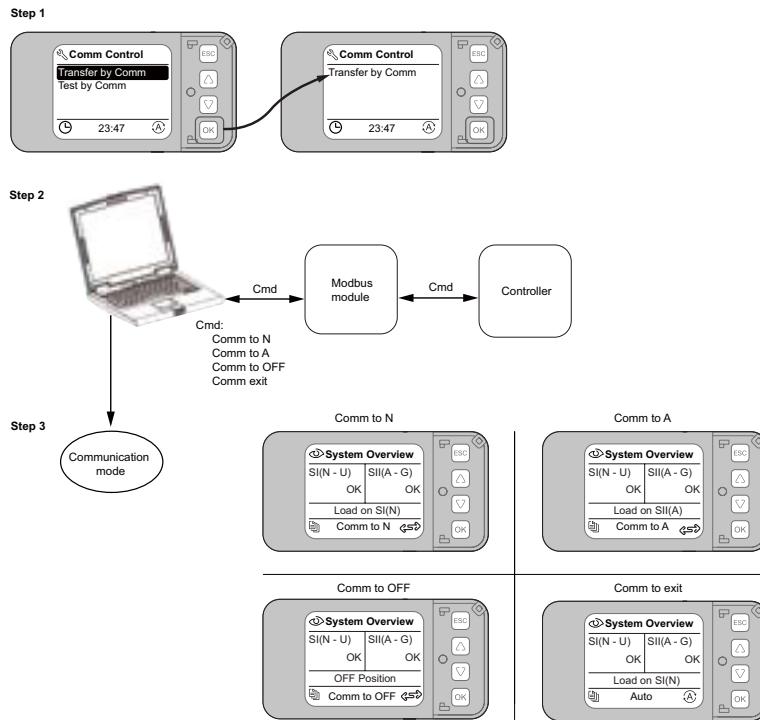 Step 1
Comm Control
Transfer by Comm
Test by Comm
23:47
A
ESC
OK
Comm Control
Transfer by Comm
23:47
A
ESC
OK
Step 2
Cmd
Modbus
module
Cmd
Controller
Cmd:
Comm to N
Comm to A
Comm to OFF
Comm exit
Step 3
Communication
mode
Comm to N
System Overview
SI(N - U) SII(A - G)
OK OK
Load on SI(N)
Comm to N
ESC
OK
Comm to A
System Overview
SI(N - U) SII(A - G)
OK OK
Load on SII(A)
Comm to A
ESC
OK
Comm to OFF
System Overview
SI(N - U) SII(A - G)
OK OK
OFF Position
Comm to OFF
ESC
OK
Comm to exit
System Overview
SI(N - U) SII(A - G)
OK OK
Load on SI(N)
Auto A
ESC
OK